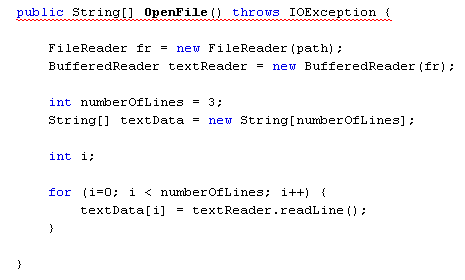 public String[] OpenFile() throws IOException {
FileReader fr = new FileReader(path);
BufferedReader textReader = new BufferedReader(fr);
int numberOfLines = 3;
String[] textData = new String[numberOfLines];
int i;
for (i=0; i < numberOfLines; i++) {
textData[i] = textReader.readLine();
}
}